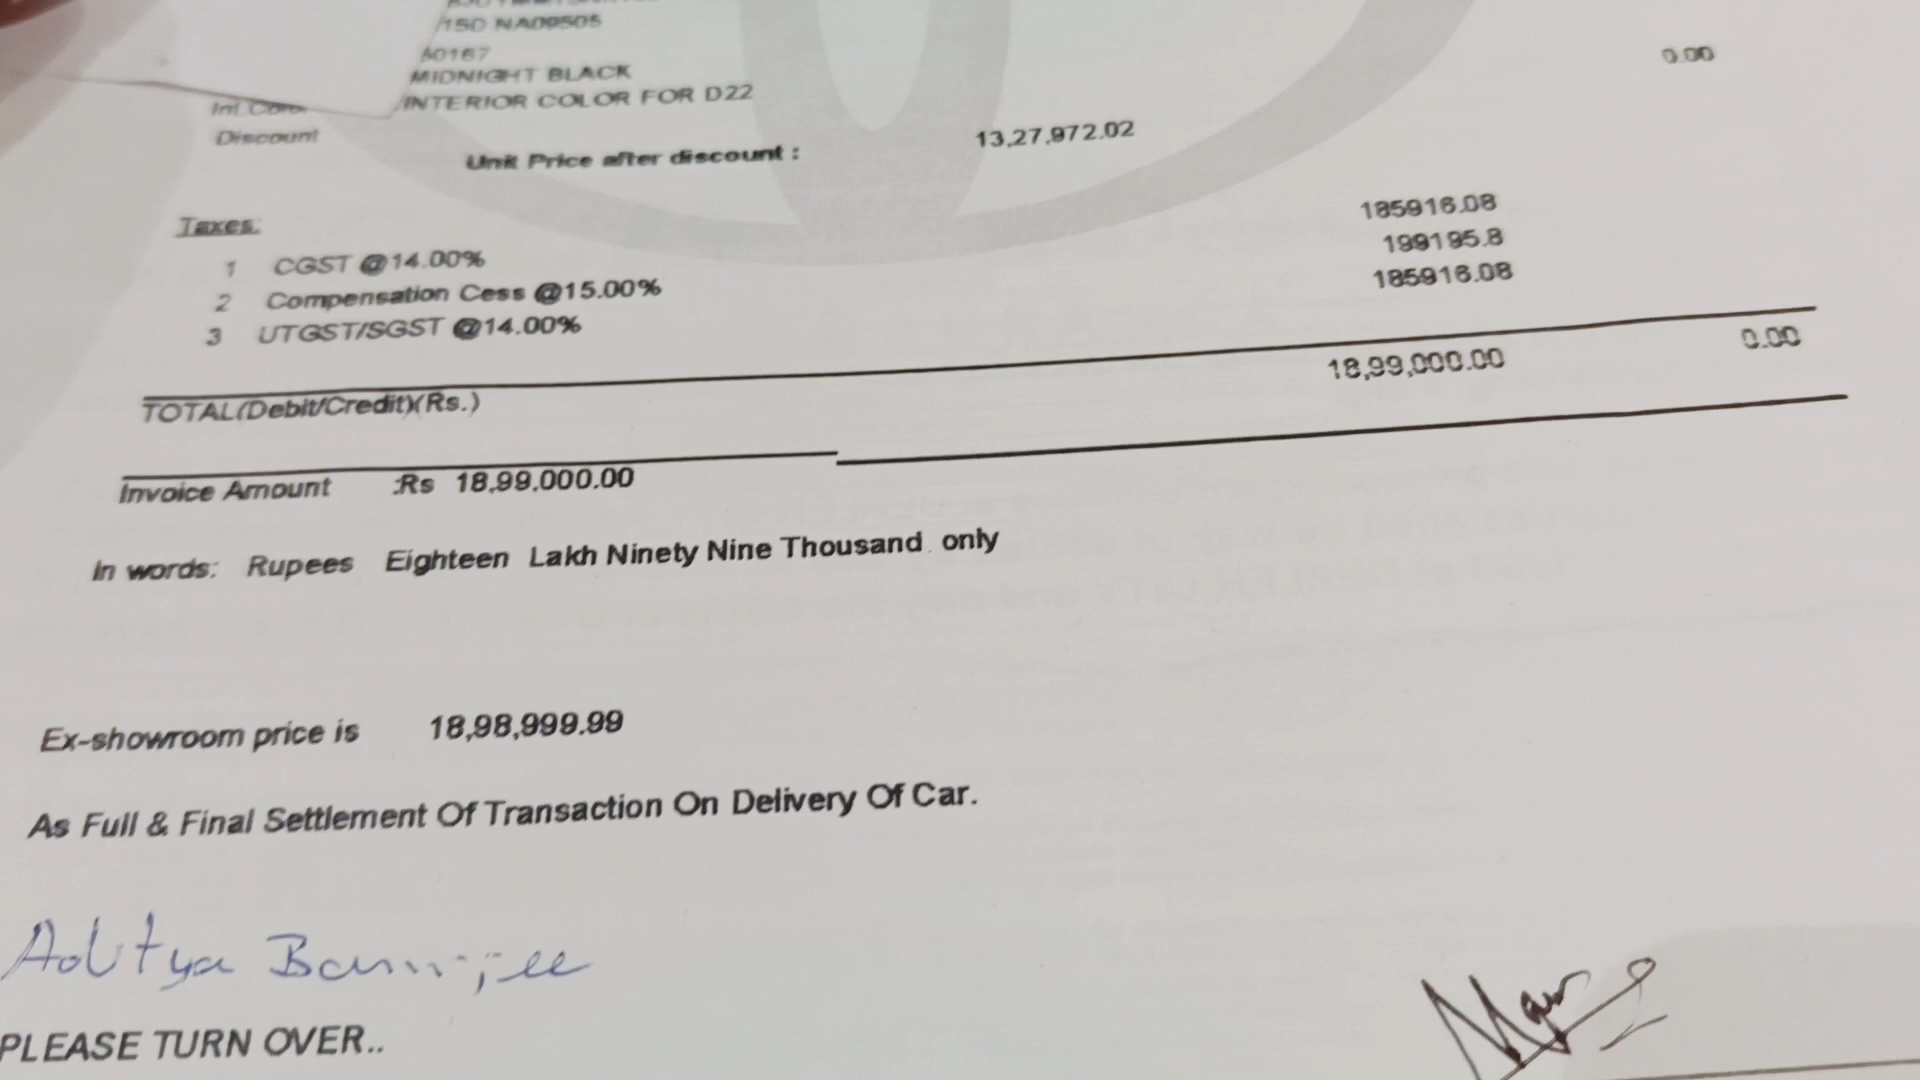 15D NA09505
60167
MIDNIGHT BLACK
0.00
Int. INTERIOR COLOR FOR D22
Discount
Unit Price after discount : 13,27,972.02
Taxes:
1 CGST @14.00% 185916.08
2 Compensation Cess @15.00% 199195.8
3 UTGST/SGST @14.00% 185916.08
TOTAL(Debit/Credit)(Rs.) 18,99,000.00 0.00
Invoice Amount :Rs 18,99,000.00
In words: Rupees Eighteen Lakh Ninety Nine Thousand only
Ex-showroom price is 18,98,999.99
As Full & Final Settlement Of Transaction On Delivery Of Car.
Aditya Banerjee
PLEASE TURN OVER..